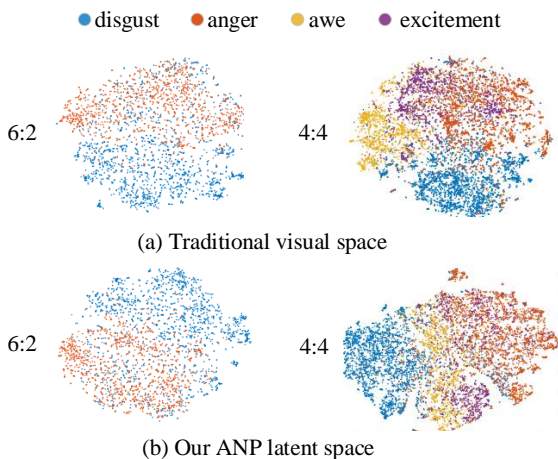 disgust anger awe excitement
6:2 4:4
(a) Traditional visual space
6:2 4:4
(b) Our ANP latent space